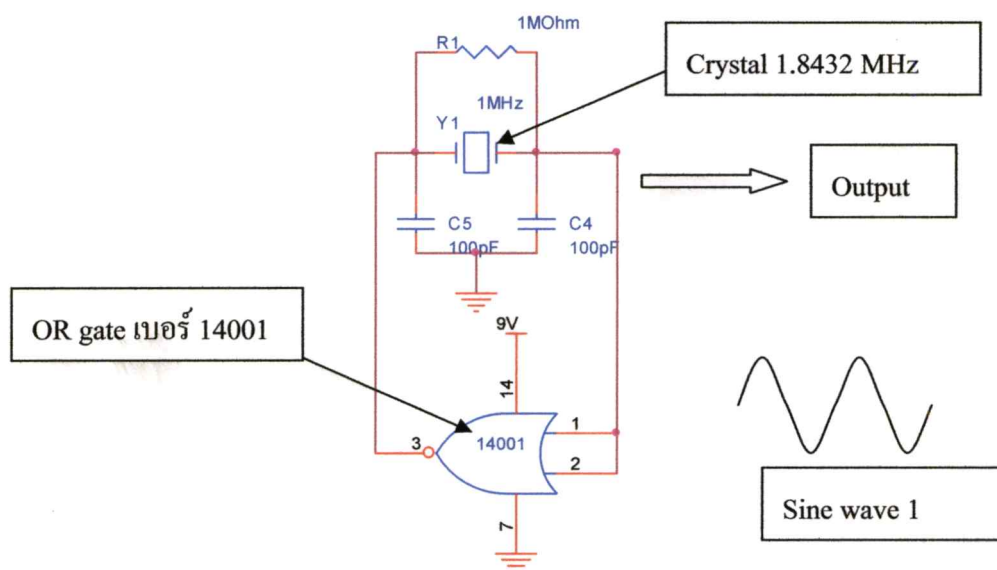 1MOhm
R1
Crystal 1.8432 MHz
1MHz
Y1
Output
C5
100pF
C4
100pF
OR gate เบอร์ 14001
9V
14
3
14001
1
2
7
Sine wave 1